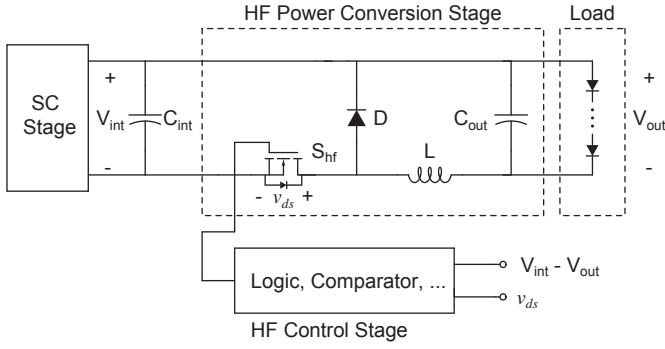 HF Power Conversion Stage
Load
SC
Stage
+
V_int
-
C_int
S_hf
- v_ds +
D
L
C_out
+
V_out
-
Logic, Comparator, ...
V_int - V_out
v_ds
HF Control Stage